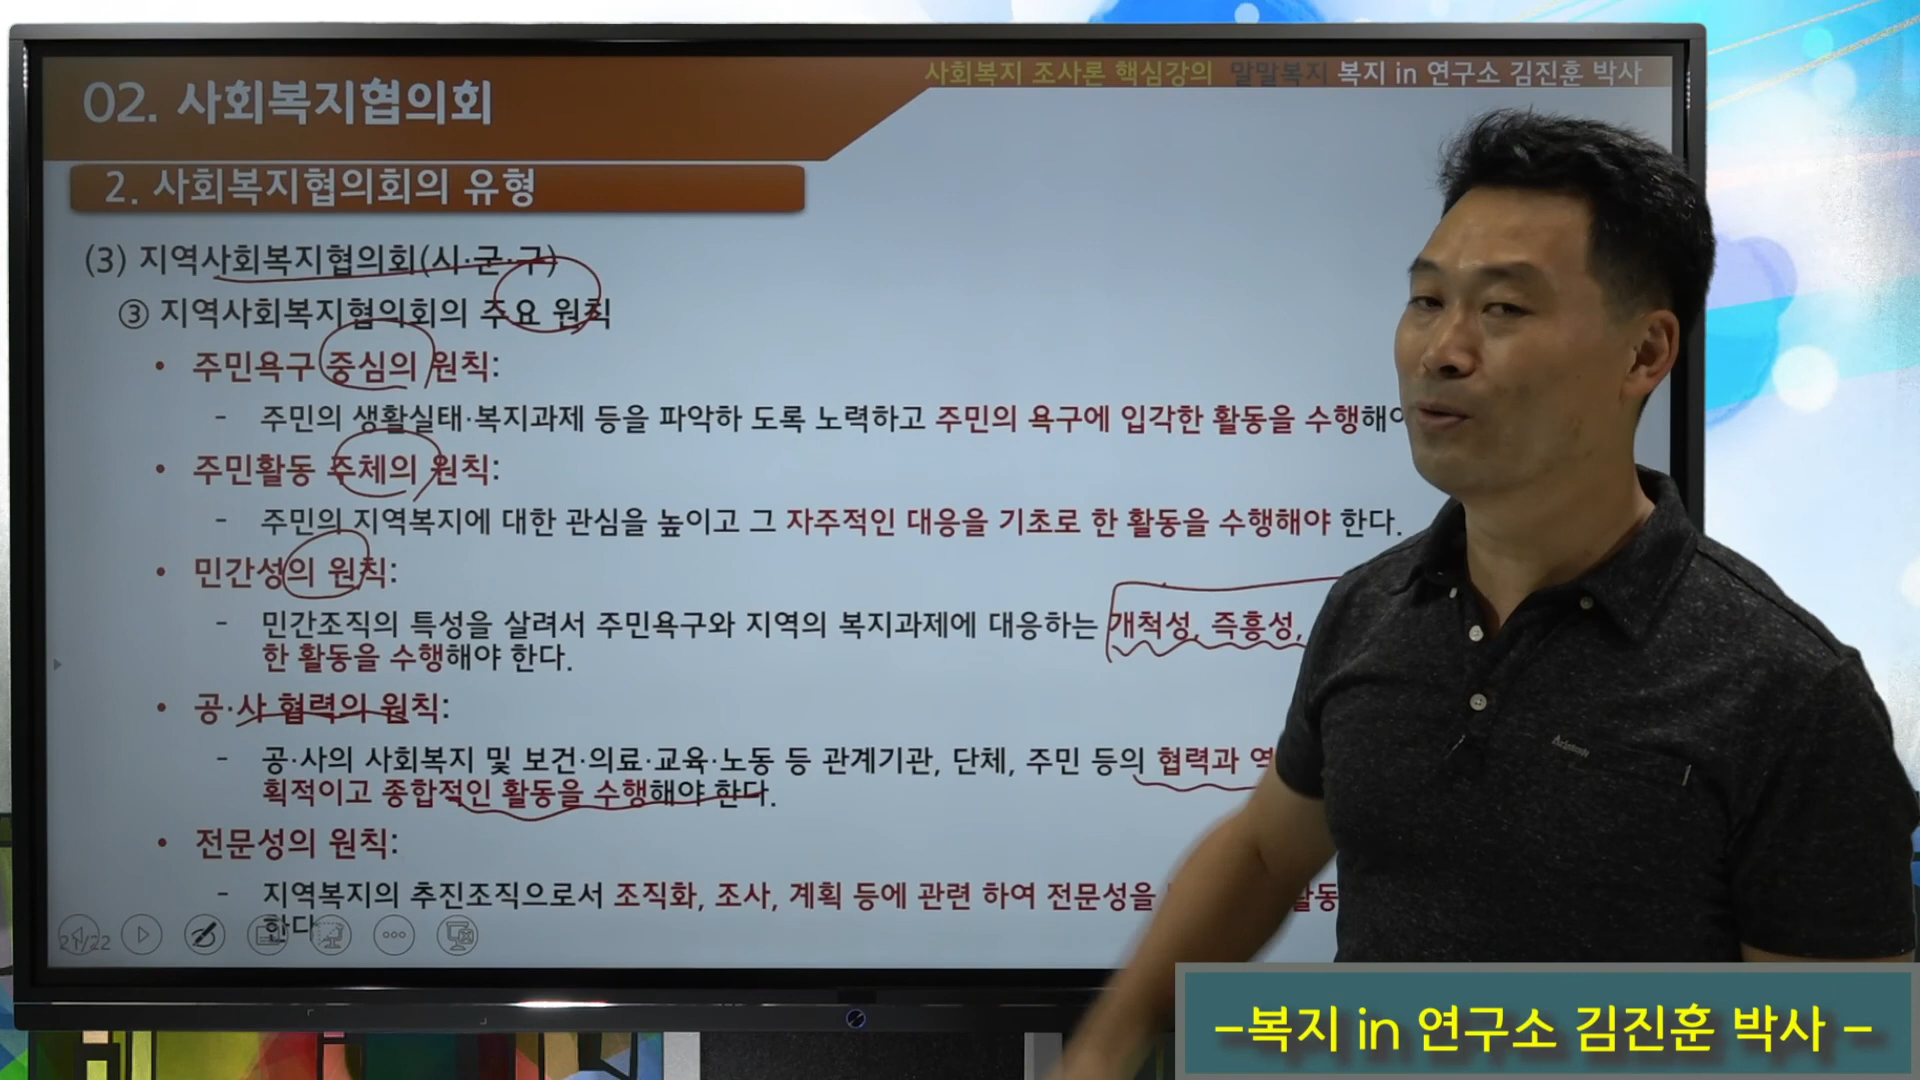 사회복지 조사론 핵심강의 말말복지 복지 in 연구소 김진훈 박사
02. 사회복지협의회
2. 사회복지협의회의 유형
(3) 지역사회복지협의회(시·군·구)
③ 지역사회복지협의회의 주요 원칙
• 주민욕구 중심의 원칙:
- 주민의 생활실태·복지과제 등을 파악하 도록 노력하고 주민의 욕구에 입각한 활동을 수행해야
• 주민활동 주체의 원칙:
- 주민의 지역복지에 대한 관심을 높이고 그 자주적인 대응을 기초로 한 활동을 수행해야 한다.
• 민간성의 원칙:
- 민간조직의 특성을 살려서 주민욕구와 지역의 복지과제에 대응하는 개척성, 즉흥성,
한 활동을 수행해야 한다.
• 공·사 협력의 원칙:
- 공·사의 사회복지 및 보건·의료·교육·노동 등 관계기관, 단체, 주민 등의 협력과
획적이고 종합적인 활동을 수행해야 한다.
• 전문성의 원칙:
- 지역복지의 추진조직으로서 조직화, 조사, 계획 등에 관련 하여 전문성을 활동
한다
21/22
-복지 in 연구소 김진훈 박사 -